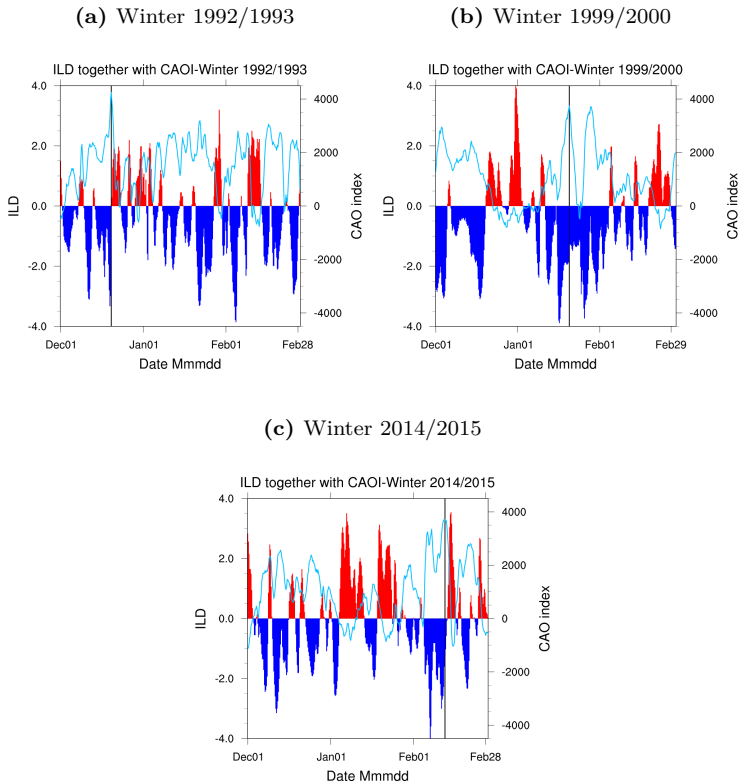 (a) Winter 1992/1993
(b) Winter 1999/2000
ILD together with CAOI-Winter 1992/1993
4.0
2.0
0.0
-2.0
-4.0
ILD
4000
2000
0
-2000
-4000
CAO index
Dec01
Jan01
Feb01
Feb28
Date Mmmdd
ILD together with CAOI-Winter 1999/2000
4.0
2.0
0.0
-2.0
-4.0
ILD
4000
2000
0
-2000
-4000
CAO index
Dec01
Jan01
Feb01
Feb29
Date Mmmdd
(c) Winter 2014/2015
ILD together with CAOI-Winter 2014/2015
4.0
2.0
0.0
-2.0
-4.0
ILD
4000
2000
0
-2000
-4000
CAO index
Dec01
Jan01
Feb01
Feb28
Date Mmmdd